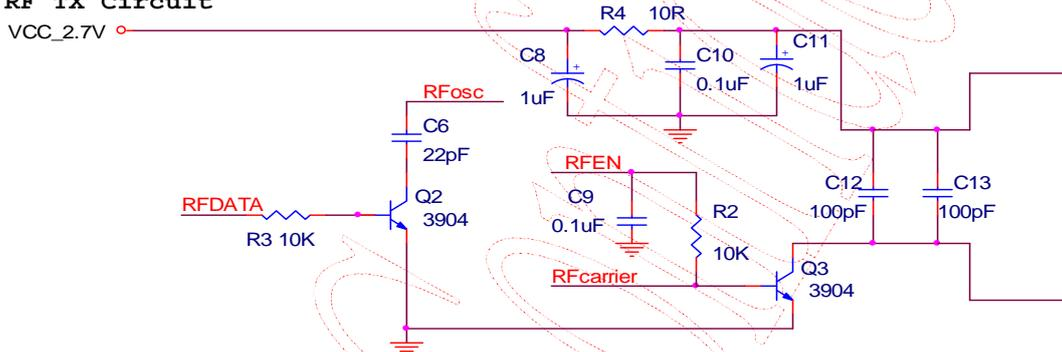 RF TX Circuit
VCC_2.7V
R4 10R
C8
1uF
C10
0.1uF
C11
1uF
RFosc
C6
22pF
RFEN
C9
0.1uF
R2
10K
C12
100pF
C13
100pF
RFDATA
R3 10K
Q2
3904
RFcarrier
Q3
3904